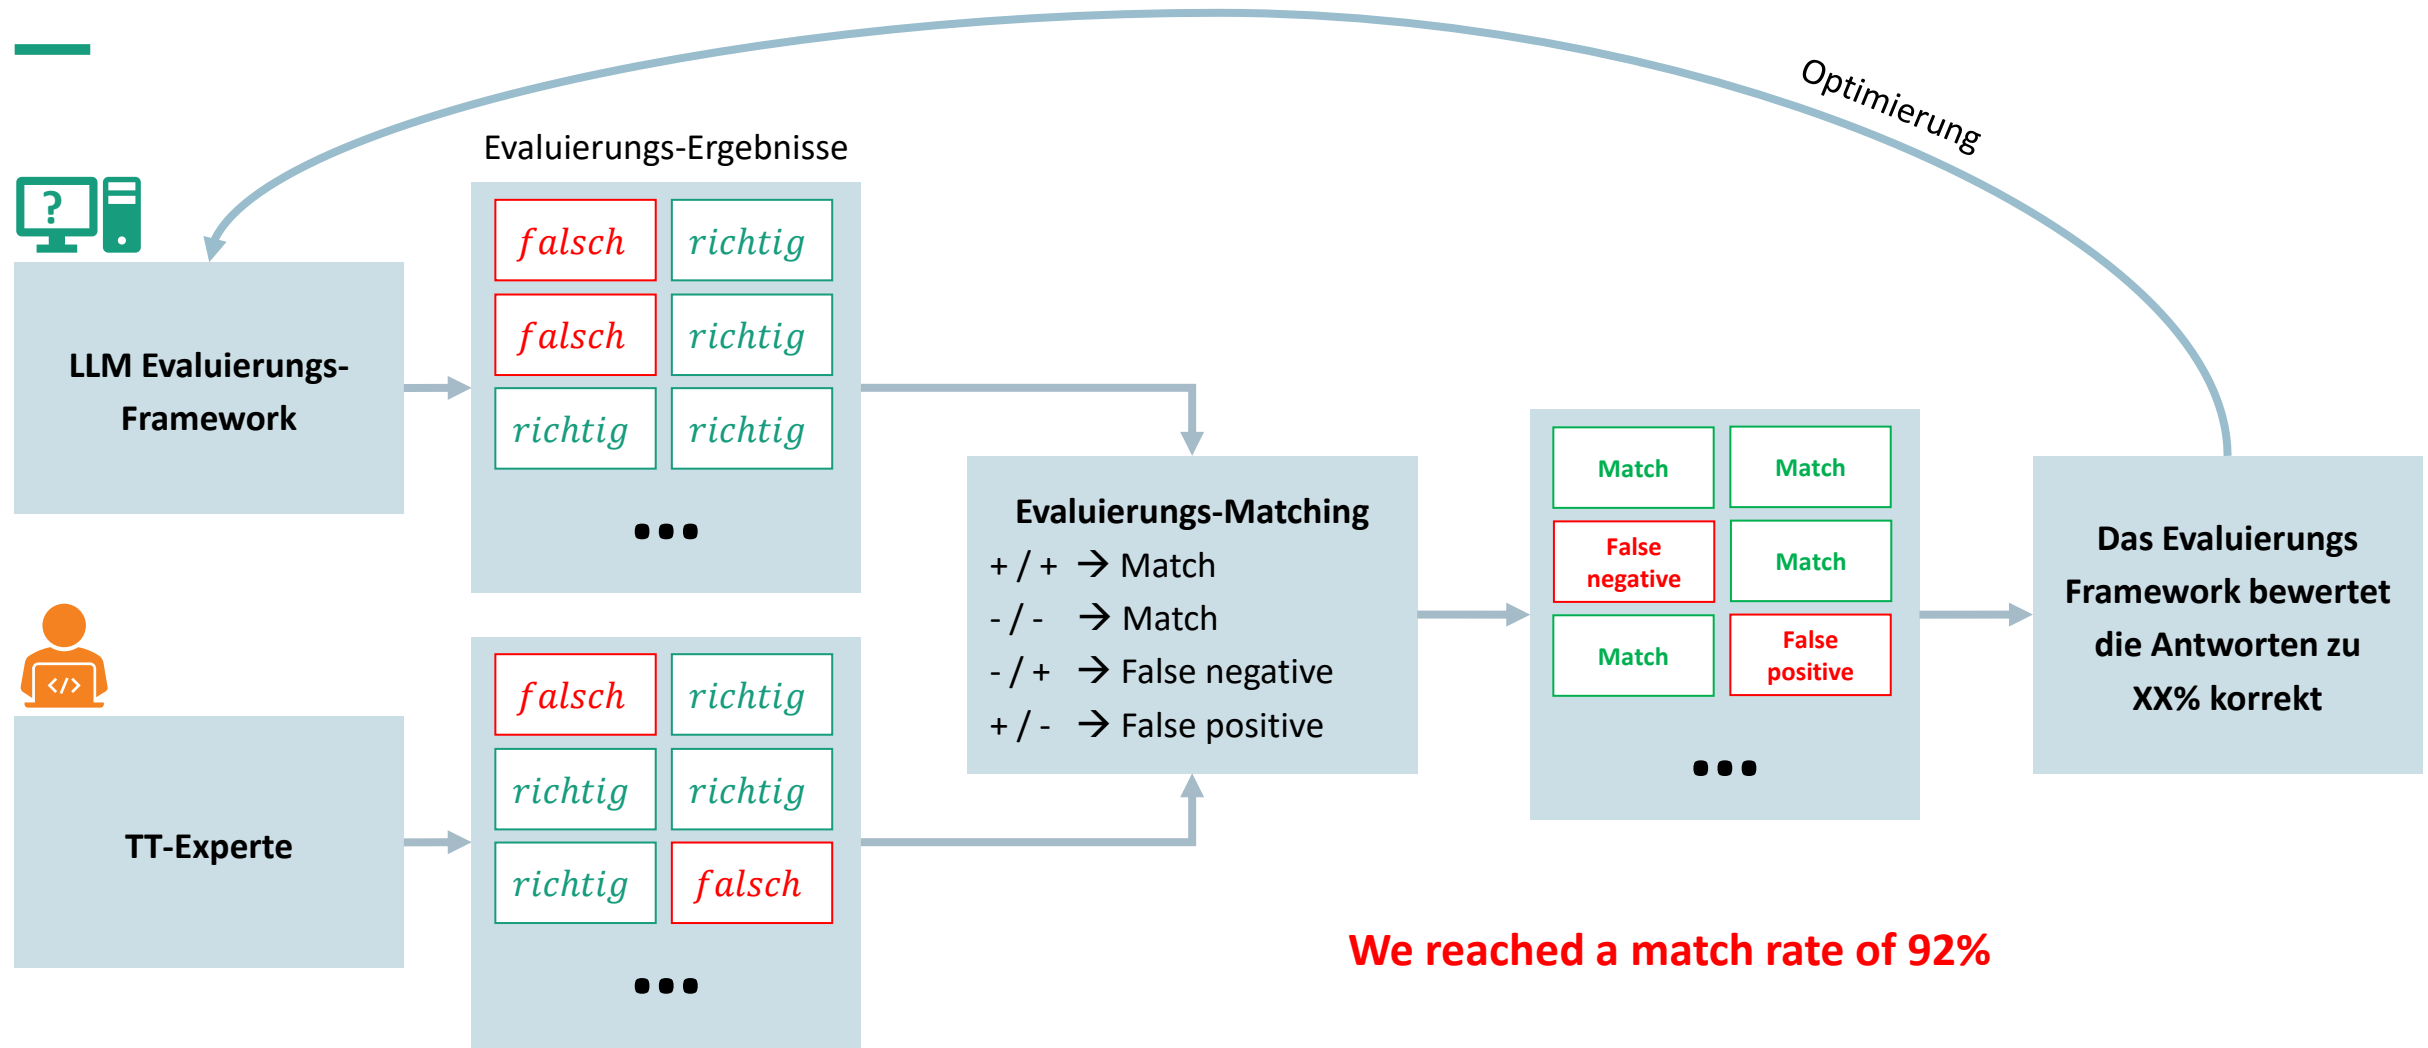 Optimierung
Evaluierungs-Ergebnisse
?
falsch richtig
falsch richtig
richtig richtig
...
LLM Evaluierungs-
Framework
</>
TT-Experte
falsch richtig
richtig richtig
richtig falsch
...
Evaluierungs-Matching
+ / + → Match
- / - → Match
- / + → False negative
+ / - → False positive
Match Match
False
negative
Match
Match
False
positive
...
Das Evaluierungs
Framework bewertet
die Antworten zu
XX% korrekt
We reached a match rate of 92%